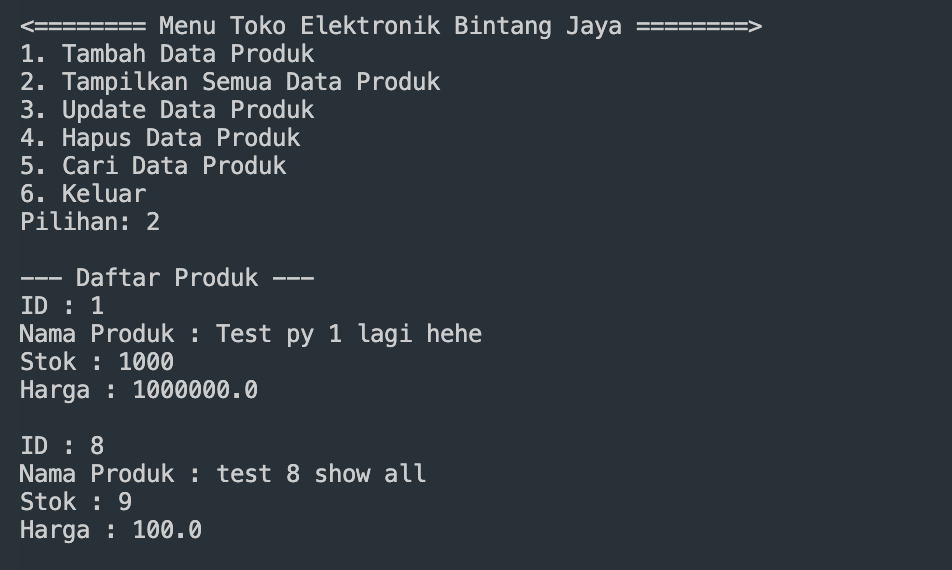 <======== Menu Toko Elektronik Bintang Jaya ========>
1. Tambah Data Produk
2. Tampilkan Semua Data Produk
3. Update Data Produk
4. Hapus Data Produk
5. Cari Data Produk
6. Keluar
Pilihan: 2
--- Daftar Produk ---
ID : 1
Nama Produk : Test py 1 lagi hehe
Stok : 1000
Harga : 1000000.0
ID : 8
Nama Produk : test 8 show all
Stok : 9
Harga : 100.0